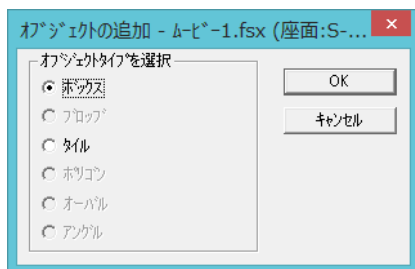 ｵﾌﾞｼﾞｪｸﾄの追加 - ﾑｰﾋﾞｰ1.fsx (座面:S-...
ｵﾌﾞｼﾞｪｸﾄﾀｲﾌﾟを選択
ﾎﾞｯｸｽ
ﾌﾟﾛｯﾌﾟ
ﾀｲﾙ
ﾎﾟﾘｺﾞﾝ
ｵｰﾊﾞﾙ
ｱﾝｸﾞﾙ
OK
ｷｬﾝｾﾙ